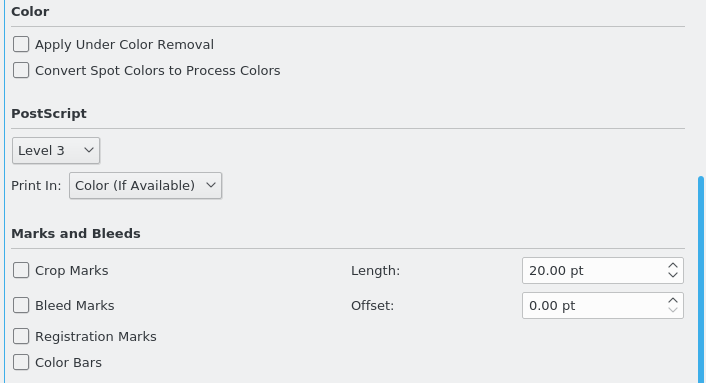 Color
Apply Under Color Removal
Convert Spot Colors to Process Colors
PostScript
Level 3
Print In: Color (If Available)
Marks and Bleeds
Crop Marks Length: 20.00 pt
Bleed Marks Offset: 0.00 pt
Registration Marks
Color Bars